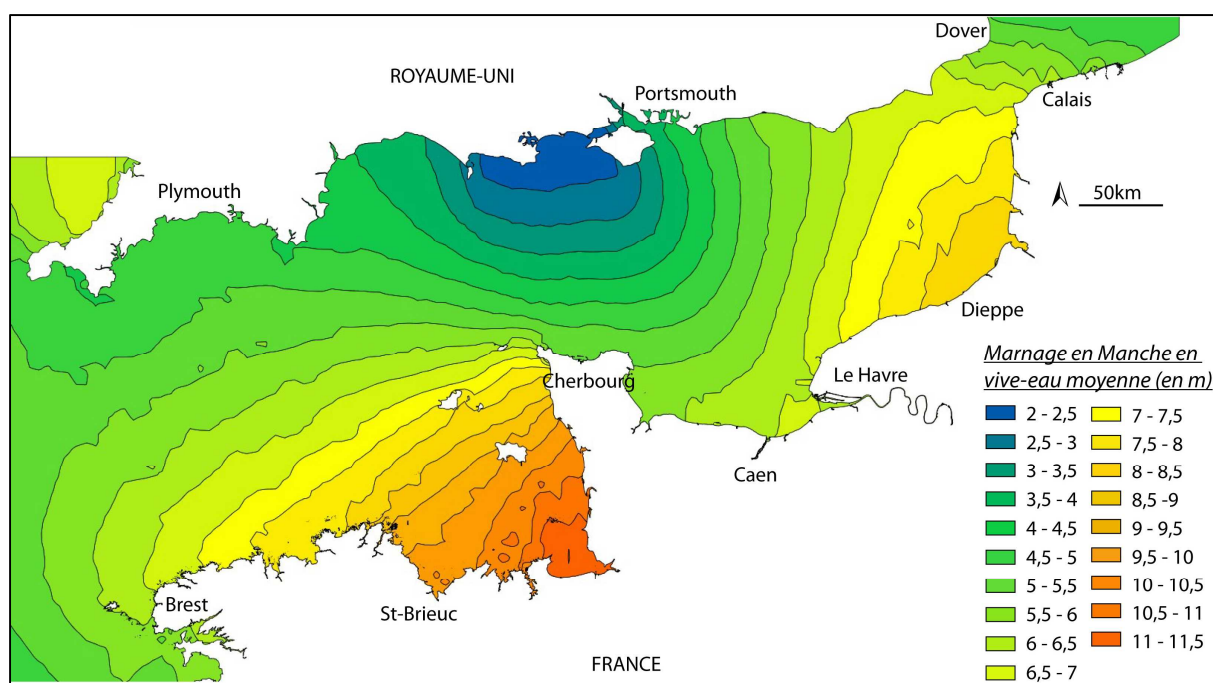 Dover
ROYAUME-UNI
Portsmouth
Calais
Plymouth
50km
Dieppe
Cherbourg
Le Havre
Caen
Brest
St-Brieuc
FRANCE
Marnage en Manche en
vive-eau moyenne (en m)
2 - 2,5
2,5 - 3
3 - 3,5
3,5 - 4
4 - 4,5
4,5 - 5
5 - 5,5
5,5 - 6
6 - 6,5
6,5 - 7
7 - 7,5
7,5 - 8
8 - 8,5
8,5 -9
9 - 9,5
9,5 - 10
10 - 10,5
10,5 - 11
11 - 11,5